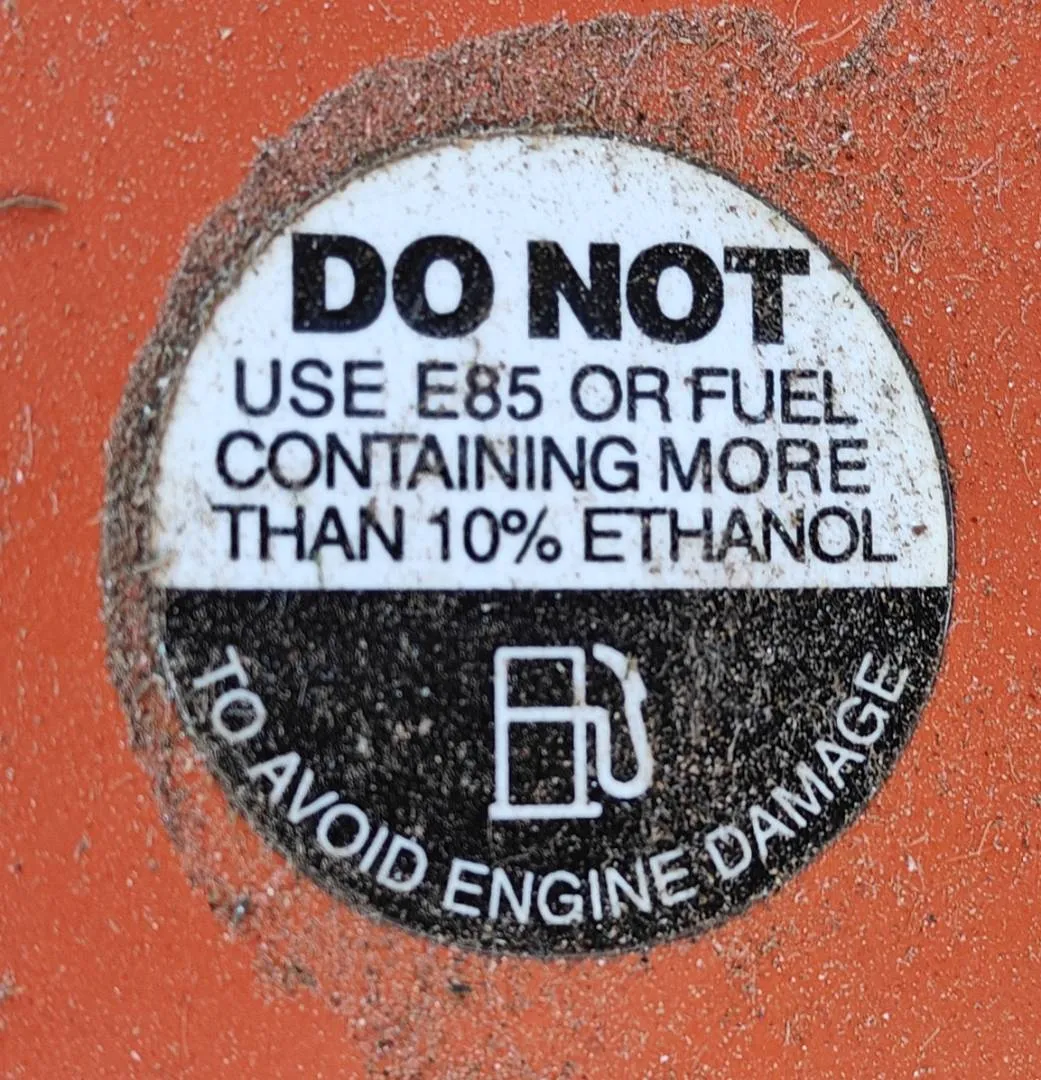 DO NOT
USE E85 OR FUEL
CONTAINING MORE
THAN 10% ETHANOL
TO AVOID ENGINE DAMAGE